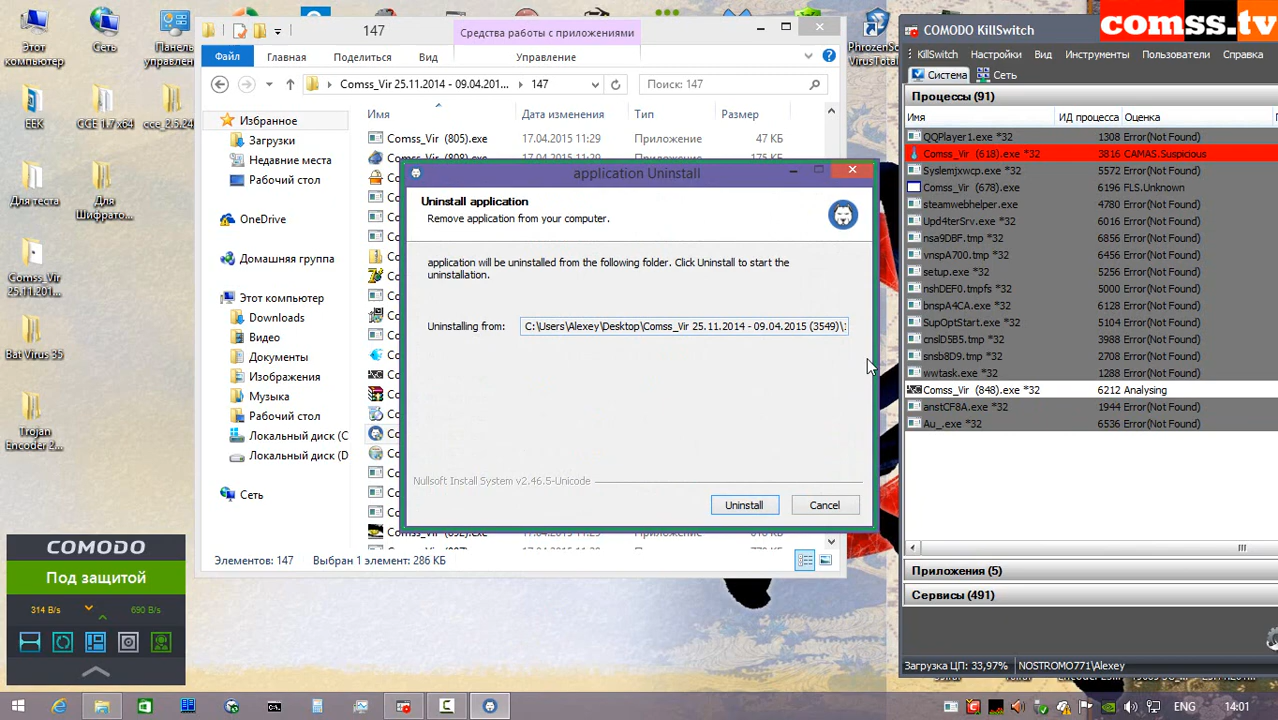 comss.tv
Этот
компьютер
Сеть
Панель
управлен...
EEK
CCE 1.7 x64
cce_2.5.24...
Для теста
Для
Шифрато...
Comss_Vir
25.11.201...
Bat Virus 35
Trojan
Encoder 2...
PhrozenS...
VirusTotal
147
Средства работы с приложениями
Файл
Главная
Поделиться
Вид
Управление
Comss_Vir 25.11.2014 - 09.04.201...
147
Поиск: 147
Имя
Дата изменения
Тип
Размер
Избранное
Загрузки
Недавние места
Рабочий стол
OneDrive
Домашняя группа
Этот компьютер
Downloads
Видео
Документы
Изображения
Музыка
Рабочий стол
Локальный диск (C
Локальный диск (D
Сеть
Comss_Vir (805).exe
17.04.2015 11:29
Приложение
47 КБ
Элементов: 147
Выбран 1 элемент: 286 КБ
application Uninstall
Uninstall application
Remove application from your computer.
application will be uninstalled from the following folder. Click Uninstall to start the
uninstallation.
Uninstalling from:
C:\Users\Alexey\Desktop\Comss_Vir 25.11.2014 - 09.04.2015 (3549)\
Nullsoft Install System v2.46.5-Unicode
Uninstall
Cancel
COMODO KillSwitch
KillSwitch
Настройки
Вид
Инструменты
Пользователи
Справка
Система
Сеть
Процессы (91)
Имя
ИД процесса
Оценка
QQPlayer1.exe *32 1308 Error(Not Found)
Comss_Vir (618).exe *32 3816 CAMAS.Suspicious
Syslemjxwcp.exe *32 5572 Error(Not Found)
Comss_Vir (678).exe 6196 FLS.Unknown
steamwebhelper.exe 4780 Error(Not Found)
Upd4terSrv.exe *32 6016 Error(Not Found)
nsa9DBF.tmp *32 6856 Error(Not Found)
vnspA700.tmp *32 6452 Error(Not Found)
setup.exe *32 5256 Error(Not Found)
nshDEF0.tmpfs *32 5000 Error(Not Found)
bnspA4CA.exe *32 6128 Error(Not Found)
SupOptStart.exe *32 5104 Error(Not Found)
cnslD5B5.tmp *32 3988 Error(Not Found)
snsb8D9.tmp *32 2708 Error(Not Found)
wwtask.exe *32 1288 Error(Not Found)
Comss_Vir (848).exe *32 6212 Analysing
anstCF8A.exe *32 1944 Error(Not Found)
Au_.exe *32 6536 Error(Not Found)
Приложения (5)
Сервисы (491)
Загрузка ЦП: 33,97%
NOSTROMO771\Alexey
COMODO
Под защитой
314 B/s
690 B/s
ENG
14:01